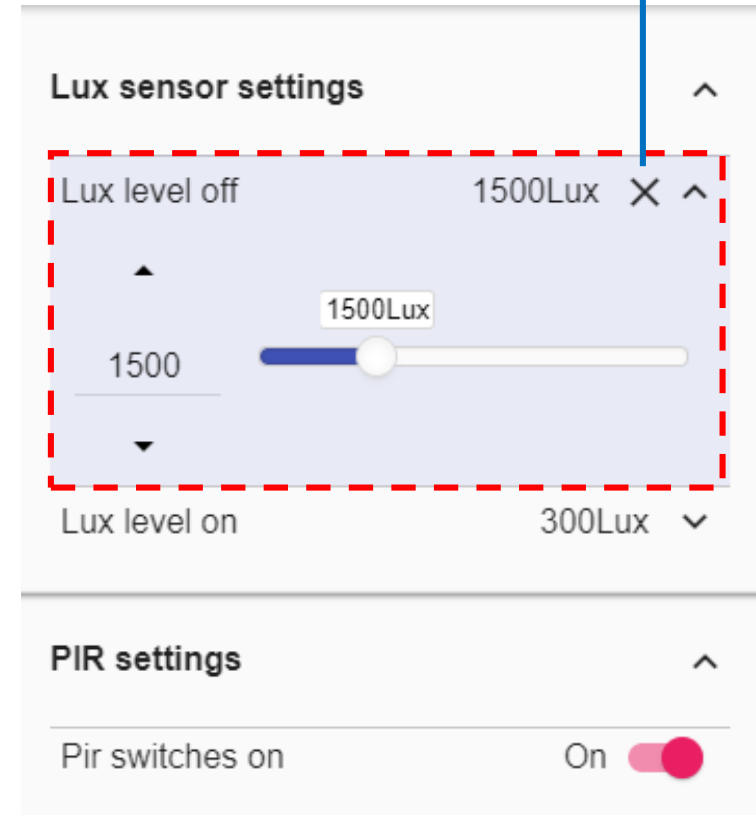 Lux sensor settings
Lux level off 1500Lux
1500Lux
1500
Lux level on 300Lux
PIR settings
Pir switches on On